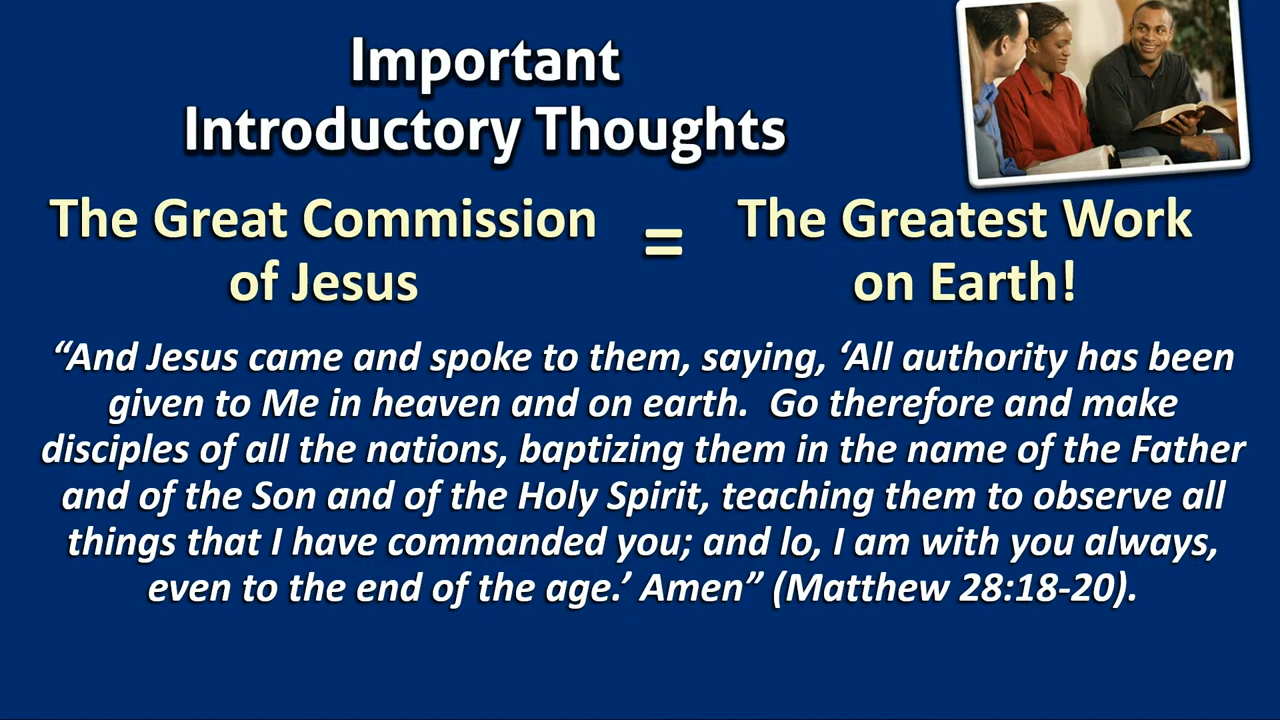 Important
Introductory Thoughts
The Great Commission
of Jesus
=
The Greatest Work
on Earth!
“And Jesus came and spoke to them, saying, ‘All authority has been
given to Me in heaven and on earth.  Go therefore and make
disciples of all the nations, baptizing them in the name of the Father
and of the Son and of the Holy Spirit, teaching them to observe all
things that I have commanded you; and lo, I am with you always,
even to the end of the age.’ Amen” (Matthew 28:18-20).